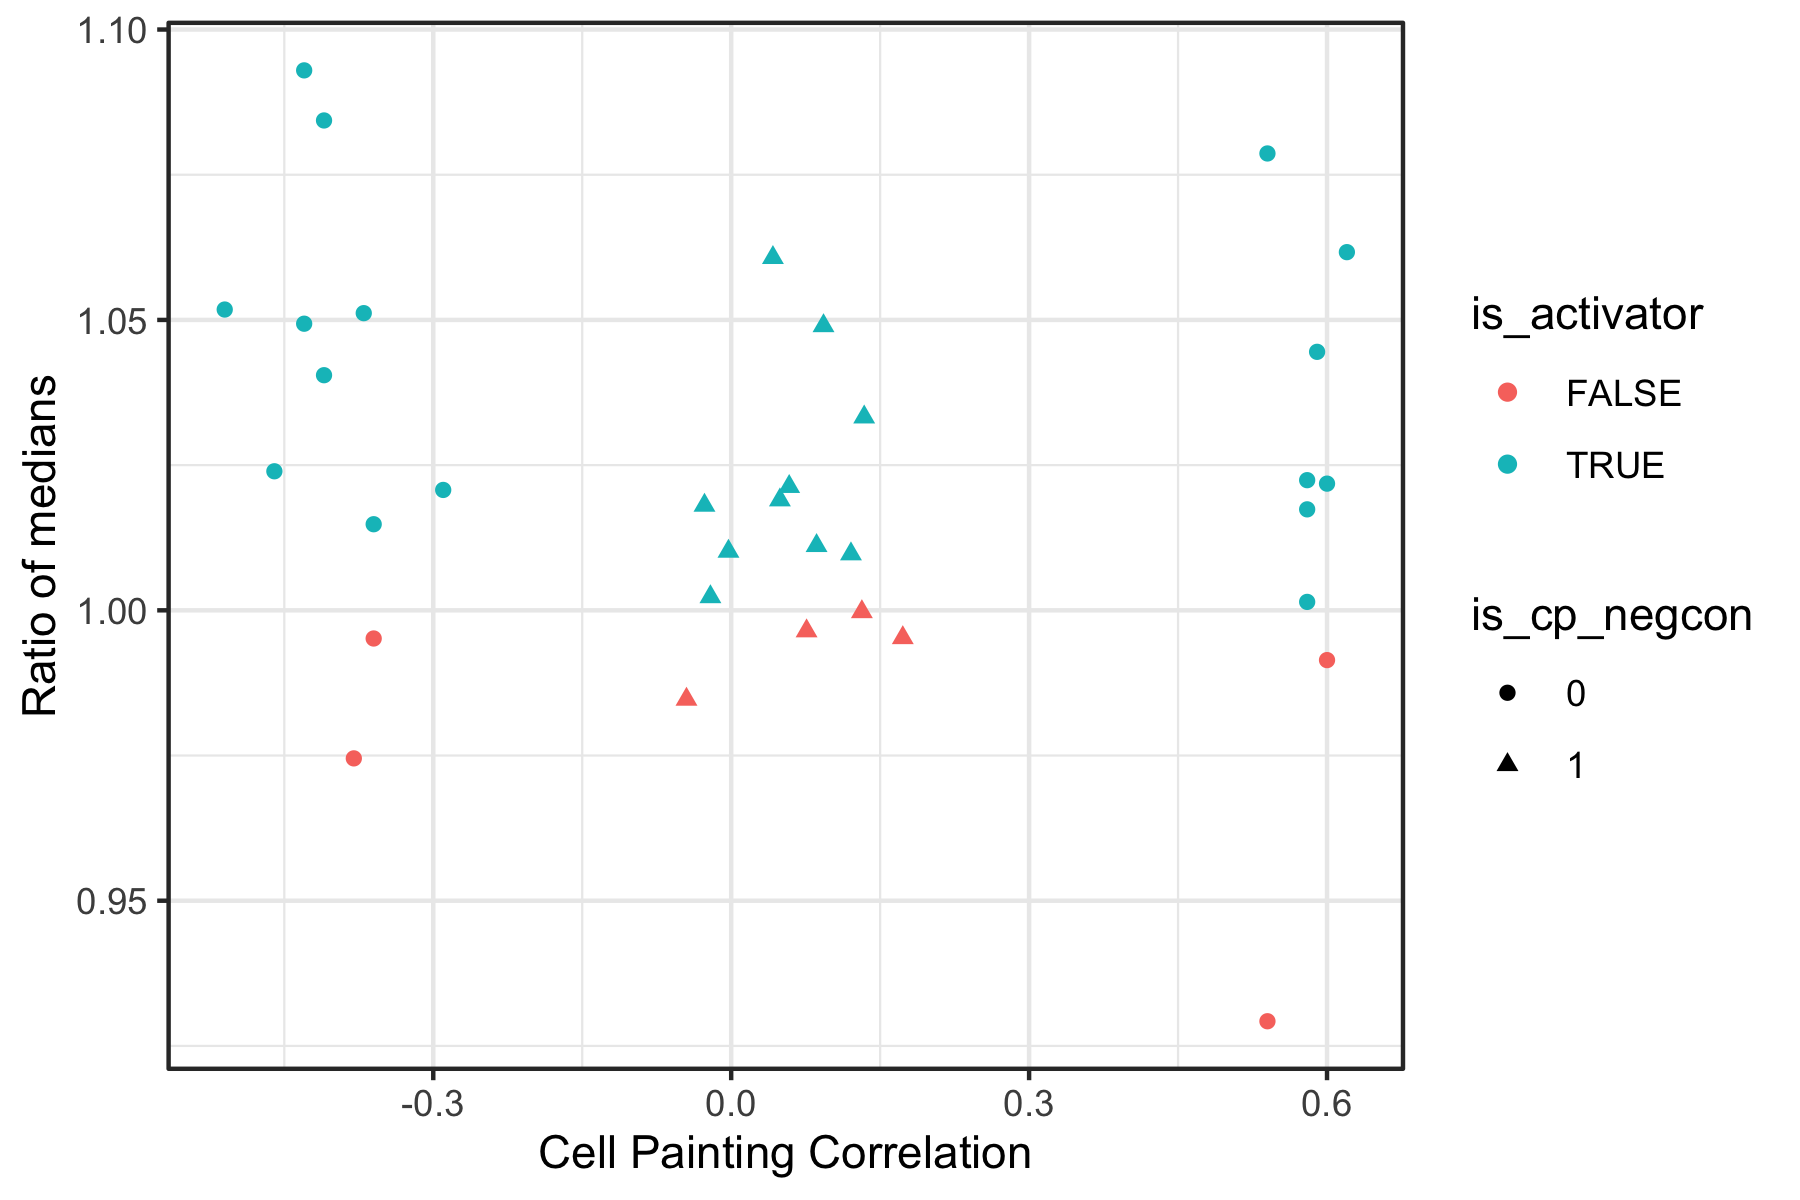 1.10
1.05
1.00
0.95
Ratio of medians
-0.3
0.0
0.3
0.6
Cell Painting Correlation
is_activator
FALSE
TRUE
is_cp_negcon
0
1